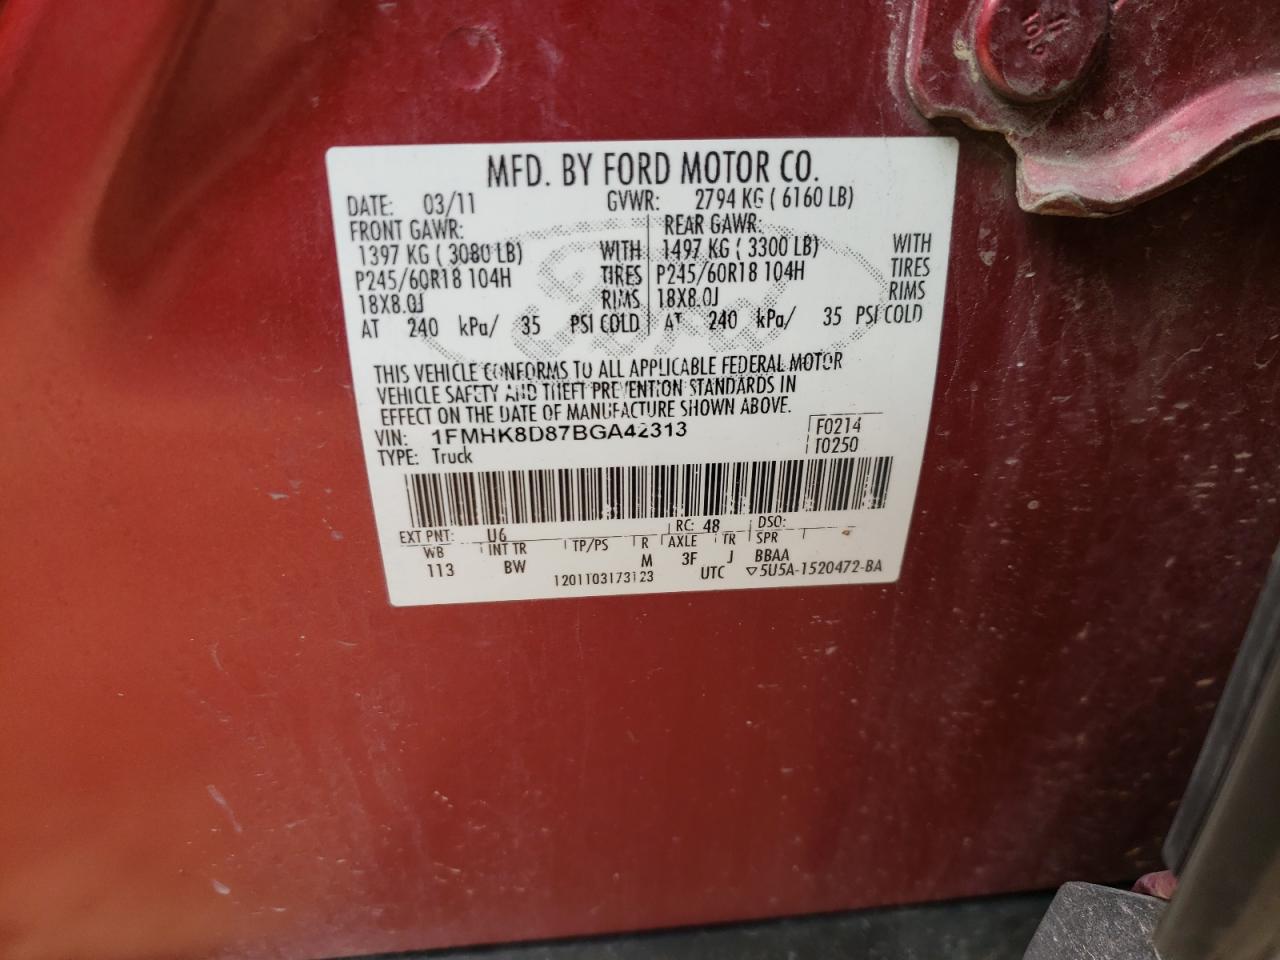 MFD. BY FORD MOTOR CO.
DATE: 03/11 GVWR: 2794 KG ( 6160 LB)
FRONT GAWR: REAR GAWR:
1397 KG ( 3080 LB) WITH 1497 KG ( 3300 LB) WITH
P245/60R18 104H TIRES P245/60R18 104H TIRES
18X8.0J RIMS 18X8.0J RIMS
AT 240 kPa/ 35 PSI COLD AT 240 kPa/ 35 PSI COLD
Ford
THIS VEHICLE CONFORMS TO ALL APPLICABLE FEDERAL MOTOR
VEHICLE SAFETY AND THEFT PREVENTION STANDARDS IN
EFFECT ON THE DATE OF MANUFACTURE SHOWN ABOVE.
VIN: 1FMHK8D87BGA42313 F0214
TYPE: Truck T0250
EXT PNT: U6 RC: 48 DSO:
WB INT TR TP/PS R AXLE TR SPR
113 BW M 3F J BBAA
1201103173123 UTC ▽5U5A-1520472-BA